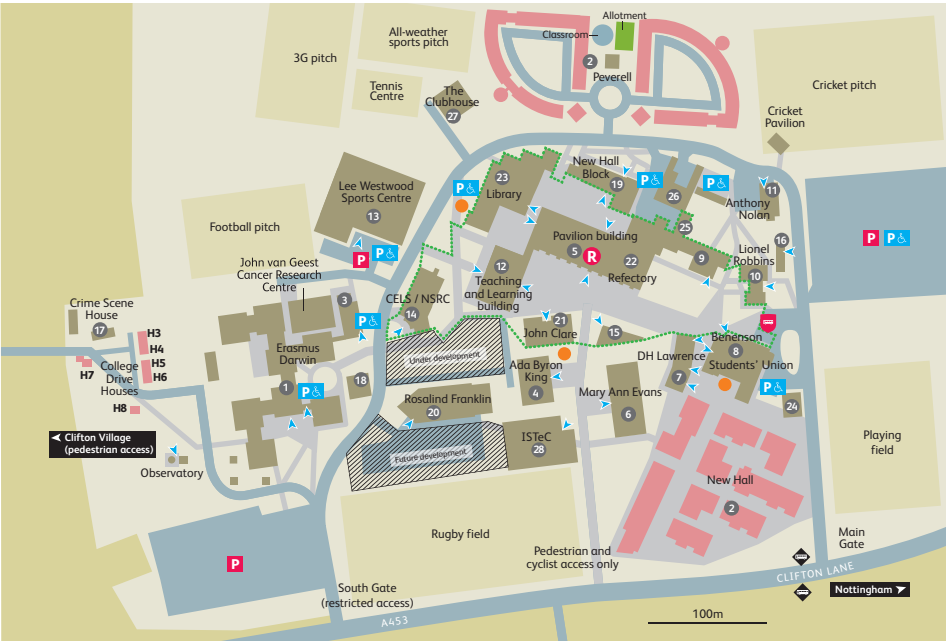 Allotment
Classroom
2
Peverell
All-weather
sports pitch
3G pitch
Tennis
Centre
The
Clubhouse
27
Cricket pitch
Cricket
Pavilion
New Hall
Block
19
P
26
P
11
Anthony
Nolan
23
Library
P
Lee Westwood
Sports Centre
13
P
P
Football pitch
25
Pavilion building
5
R
22
Refectory
9
16
Lionel
Robbins
10
P
P
John van Geest
Cancer Research
Centre
3
12
Teaching
and Learning
building
CELS / NSRC
14
P
Crime Scene
House
17
H3
H4
H5
H6
H7
H8
College
Drive
Houses
Erasmus
Darwin
1
P
18
21
John Clare
15
Under development
Benenson
8
Students' Union
DH Lawrence
7
P
24
Ada Byron
King
4
Mary Ann Evans
6
Rosalind Franklin
20
Future development
ISTeC
28
Clifton Village
(pedestrian access)
Observatory
Playing
field
New Hall
2
Rugby field
Pedestrian and
cyclist access only
P
Main
Gate
South Gate
(restricted access)
CLIFTON LANE
Nottingham
A453
100m